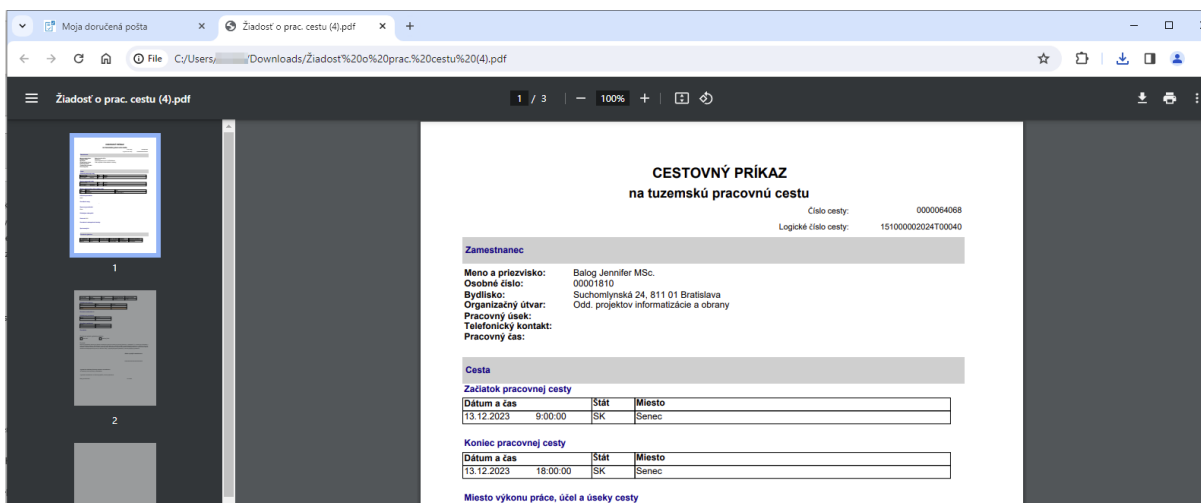 Moja doručená pošta
Žiadosť o prac. cestu (4).pdf
File C:/Users/ /Downloads/Žiadosť%20o%20prac.%20cestu%20(4).pdf
Žiadosť o prac. cestu (4).pdf
1 / 3
100%
1
2
CESTOVNÝ PRÍKAZ
na tuzemskú pracovnú cestu
Číslo cesty: 0000064068
Logické číslo cesty: 151000002024T00040
Zamestnanec
Meno a priezvisko: Balog Jennifer MSc.
Osobné číslo: 00001810
Bydlisko: Suchomlynská 24, 811 01 Bratislava
Organizačný útvar: Odd. projektov informatizácie a obrany
Pracovný úsek:
Telefonický kontakt:
Pracovný čas:
Cesta
Začiatok pracovnej cesty
Dátum a čas Štát Miesto
13.12.2023 9:00:00 SK Senec
Koniec pracovnej cesty
Dátum a čas Štát Miesto
13.12.2023 18:00:00 SK Senec
Miesto výkonu práce, účel a úseky cesty